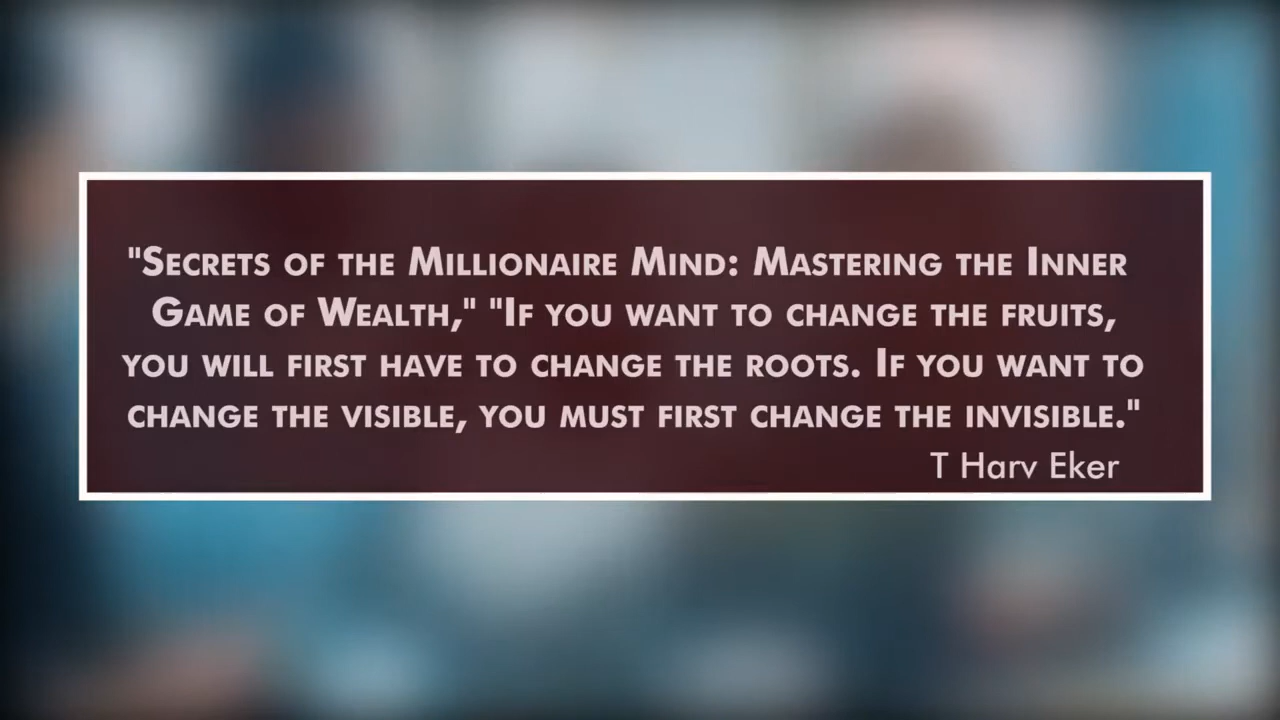 "Secrets of the Millionaire Mind: Mastering the Inner
Game of Wealth," "If you want to change the fruits,
you will first have to change the roots. If you want to
change the visible, you must first change the invisible."
T Harv Eker